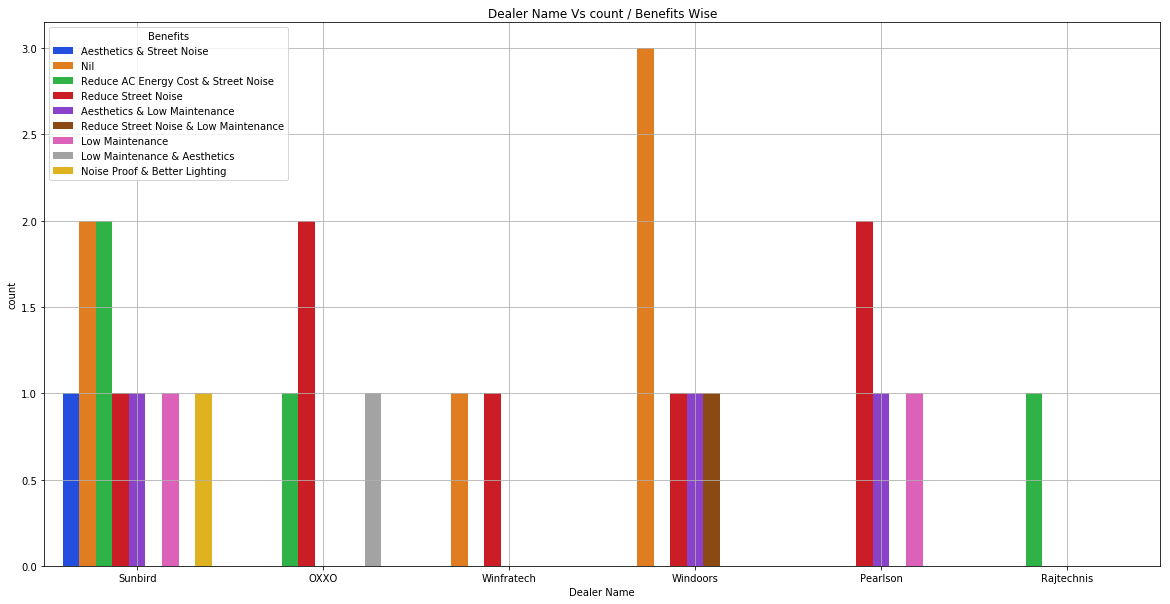 Dealer Name Vs count / Benefits Wise
Benefits
Aesthetics & Street Noise
Nil
Reduce AC Energy Cost & Street Noise
Reduce Street Noise
Aesthetics & Low Maintenance
Reduce Street Noise & Low Maintenance
Low Maintenance
Low Maintenance & Aesthetics
Noise Proof & Better Lighting
count
3.0
2.5
2.0
1.5
1.0
0.5
0.0
Sunbird OXXO Winfratech Windoors Pearlson Rajtechnis
Dealer Name